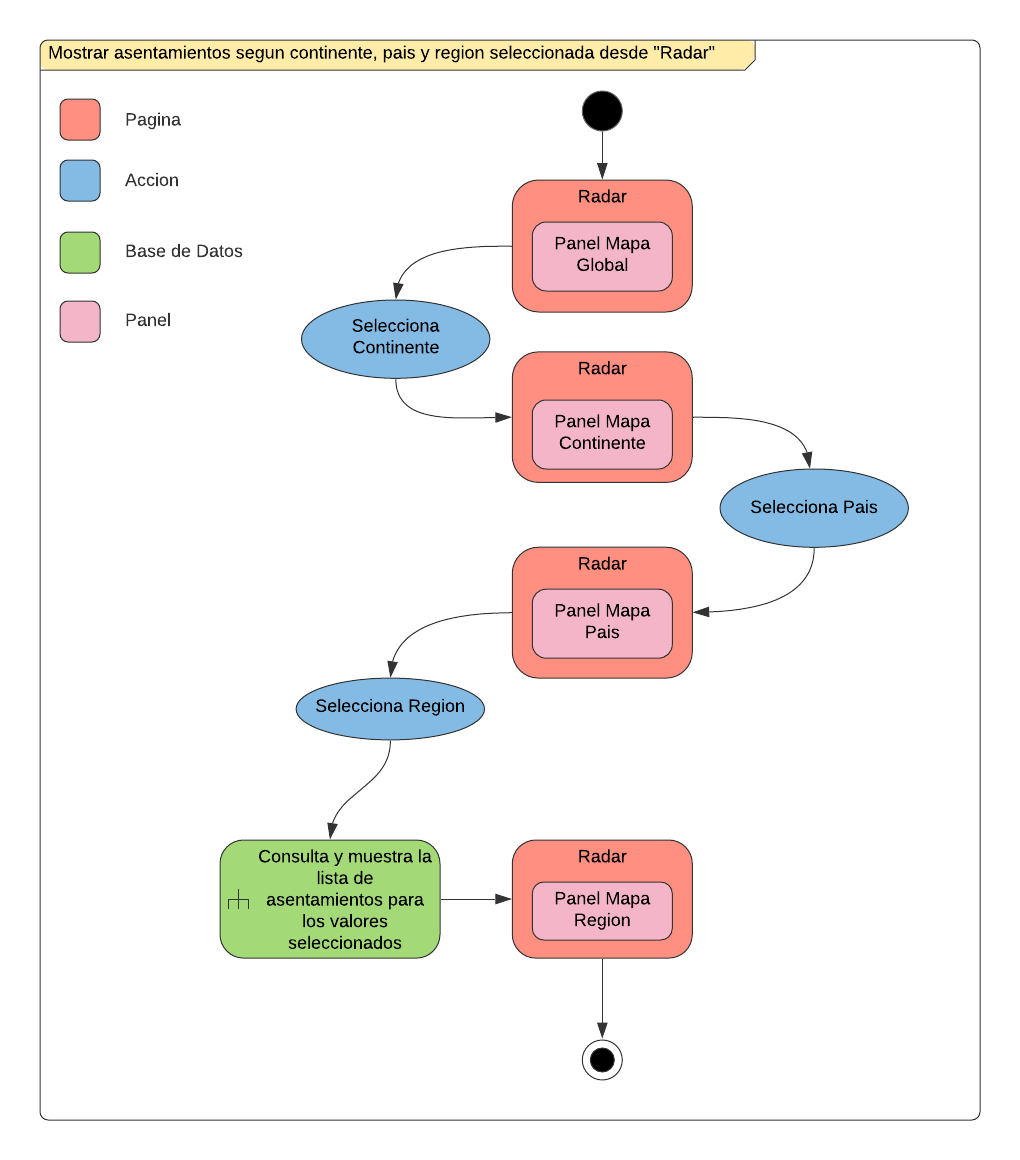 Mostrar asentamientos segun continente, pais y region seleccionada desde "Radar"
Pagina
Accion
Base de Datos
Panel
Radar
Panel Mapa
Global
Selecciona
Continente
Radar
Panel Mapa
Continente
Selecciona Pais
Radar
Panel Mapa
Pais
Selecciona Region
Consulta y muestra la
lista de
asentamientos para
los valores
seleccionados
Radar
Panel Mapa
Region